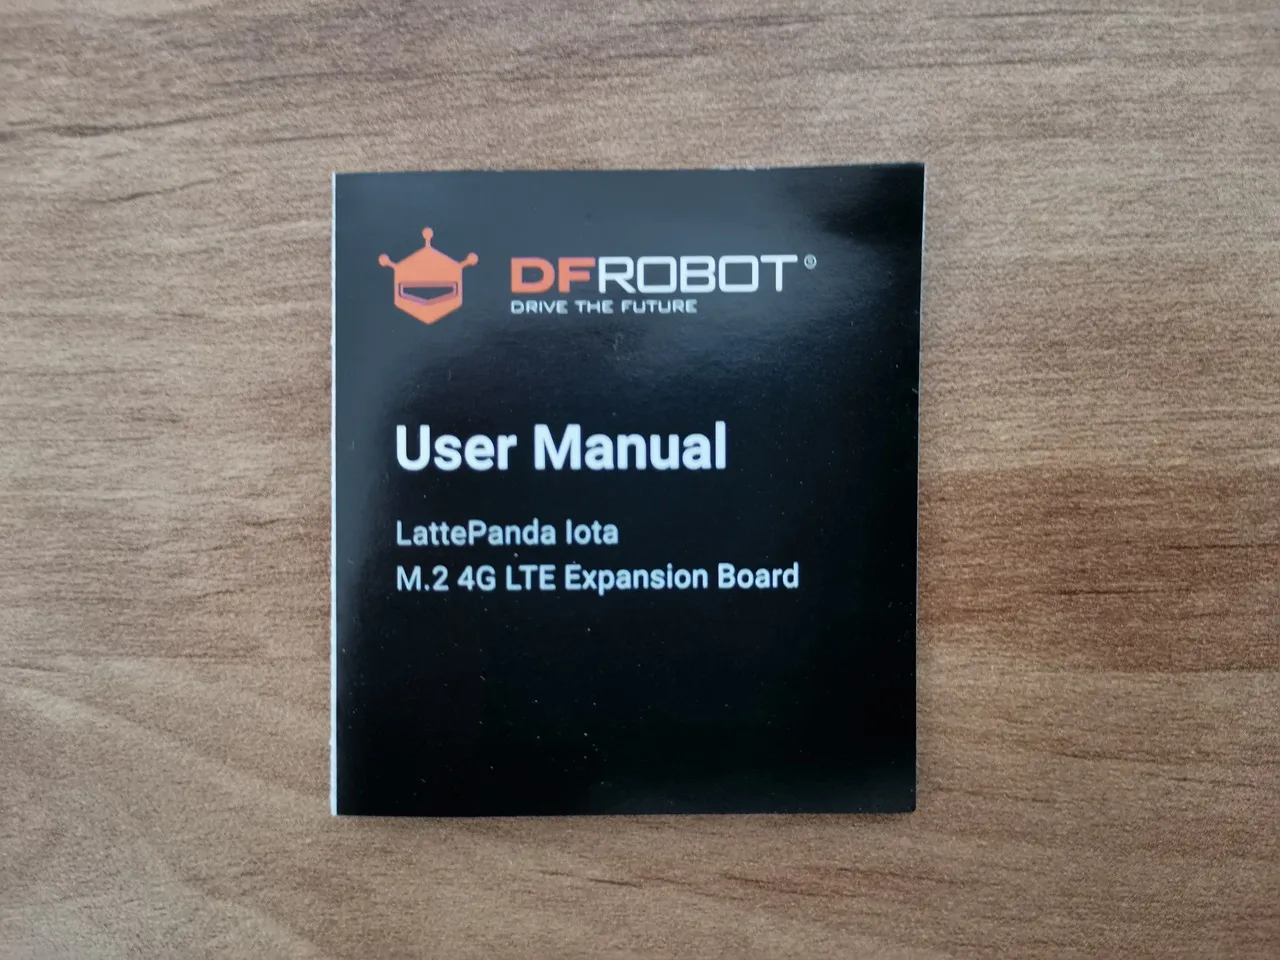 DFROBOT®
DRIVE THE FUTURE
User Manual
LattePanda Iota
M.2 4G LTE Expansion Board